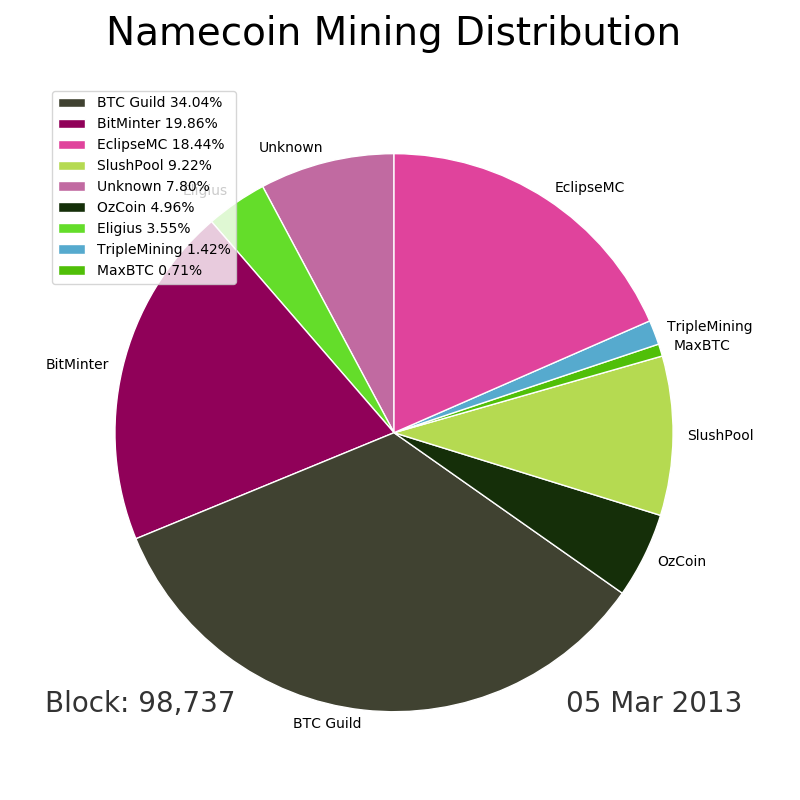 Namecoin Mining Distribution
BTC Guild 34.04%
BitMinter 19.86%
EclipseMC 18.44%
SlushPool 9.22%
Unknown 7.80%
OzCoin 4.96%
Eligius 3.55%
TripleMining 1.42%
MaxBTC 0.71%
Unknown
Eligius
EclipseMC
TripleMining
MaxBTC
BitMinter
SlushPool
OzCoin
BTC Guild
Block: 98,737
05 Mar 2013